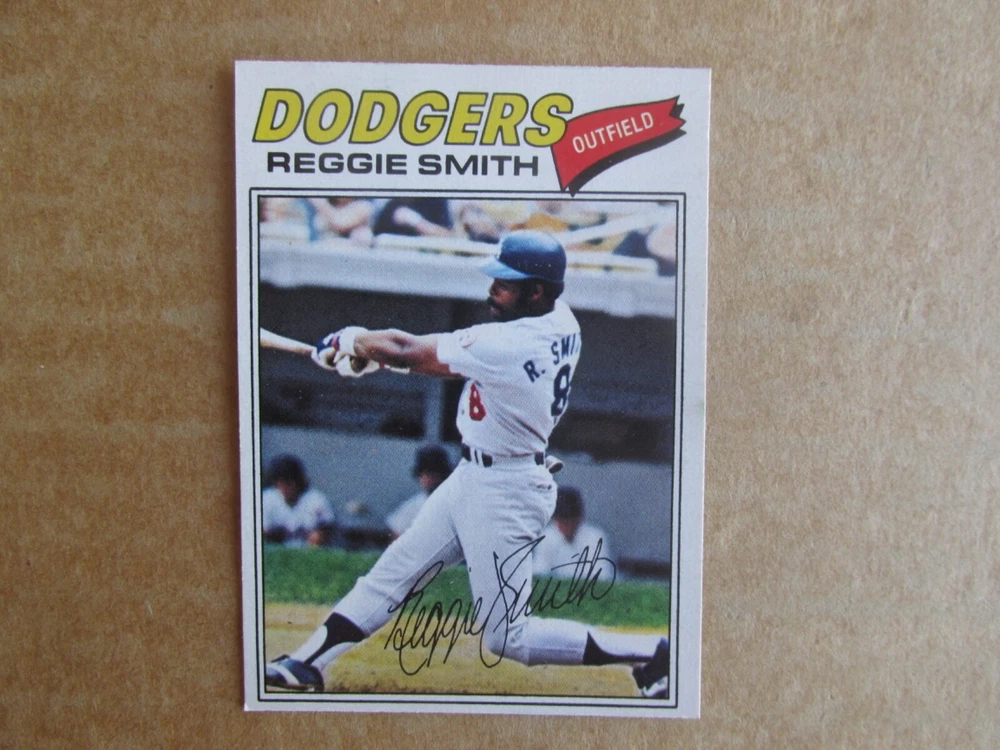 DODGERS
OUTFIELD
REGGIE SMITH
R. SMI
8
8
Reggie Smith